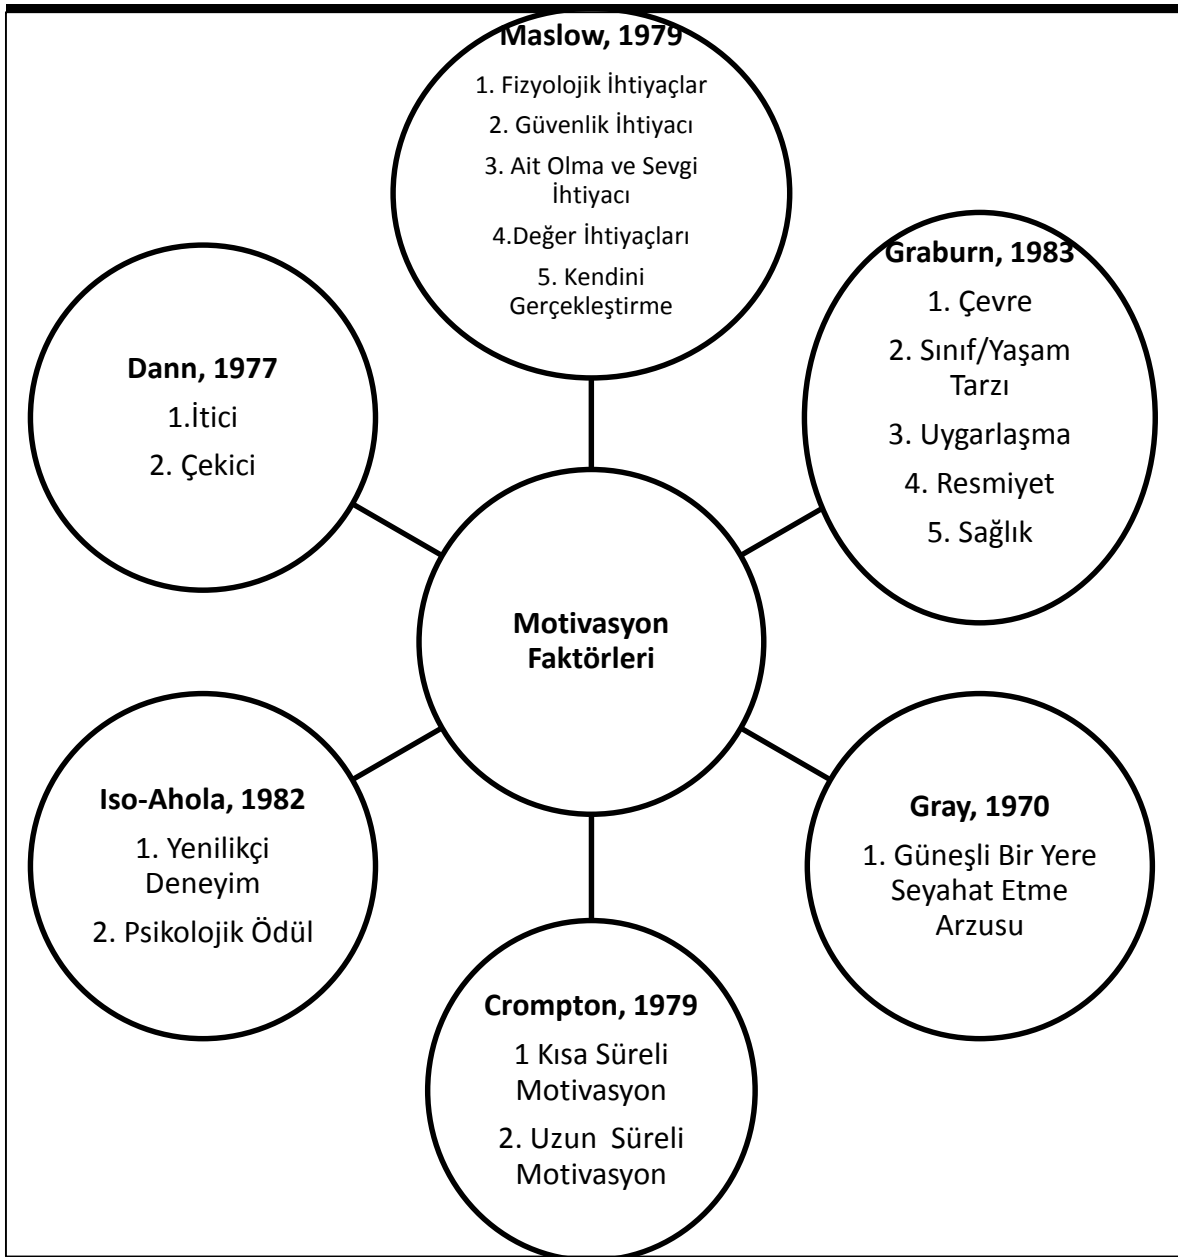 Maslow, 1979
1. Fizyolojik İhtiyaçlar
2. Güvenlik İhtiyacı
3. Ait Olma ve Sevgi
İhtiyacı
4.Değer İhtiyaçları
5. Kendini
Gerçekleştirme
Graburn, 1983
1. Çevre
2. Sınıf/Yaşam
Tarzı
3. Uygarlaşma
4. Resmiyet
5. Sağlık
Dann, 1977
1.İtici
2. Çekici
Motivasyon
Faktörleri
Iso-Ahola, 1982
1. Yenilikçi
Deneyim
2. Psikolojik Ödül
Gray, 1970
1. Güneşli Bir Yere
Seyahat Etme
Arzusu
Crompton, 1979
1 Kısa Süreli
Motivasyon
2. Uzun  Süreli
Motivasyon